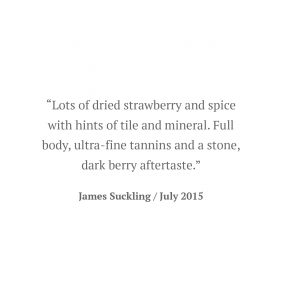 “Lots of dried strawberry and spice
with hints of tile and mineral. Full
body, ultra-fine tannins and a stone,
dark berry aftertaste.”
James Suckling / July 2015